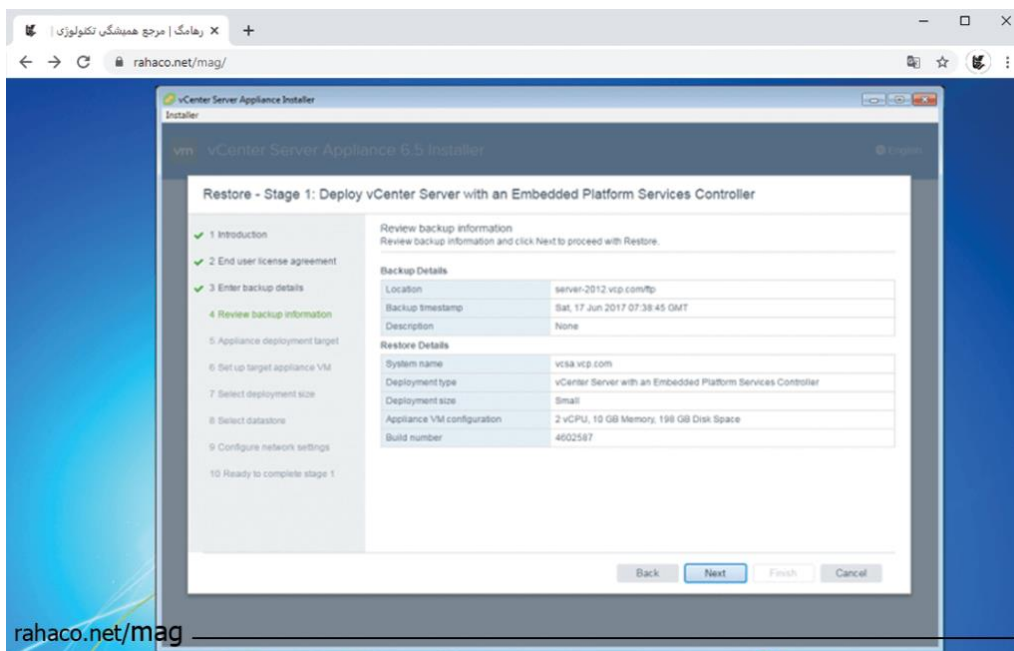 رهامگ | مرجع همیشگی تکنولوژی |
rahaco.net/mag/
vCenter Server Appliance Installer
Installer
vm vCenter Server Appliance 6.5 Installer
English
Restore - Stage 1: Deploy vCenter Server with an Embedded Platform Services Controller
1 Introduction
2 End user license agreement
3 Enter backup details
4 Review backup information
5 Appliance deployment target
6 Set up target appliance VM
7 Select deployment size
8 Select datastore
9 Configure network settings
10 Ready to complete stage 1
Review backup information
Review backup information and click Next to proceed with Restore.
Backup Details
Location server-2012.vcp.com/ftp
Backup timestamp Sat, 17 Jun 2017 07:38:45 GMT
Description None
Restore Details
System name vcsa.vcp.com
Deployment type vCenter Server with an Embedded Platform Services Controller
Deployment size Small
Appliance VM configuration 2 vCPU, 10 GB Memory, 198 GB Disk Space
Build number 4602587
Back Next Finish Cancel
rahaco.net/mag